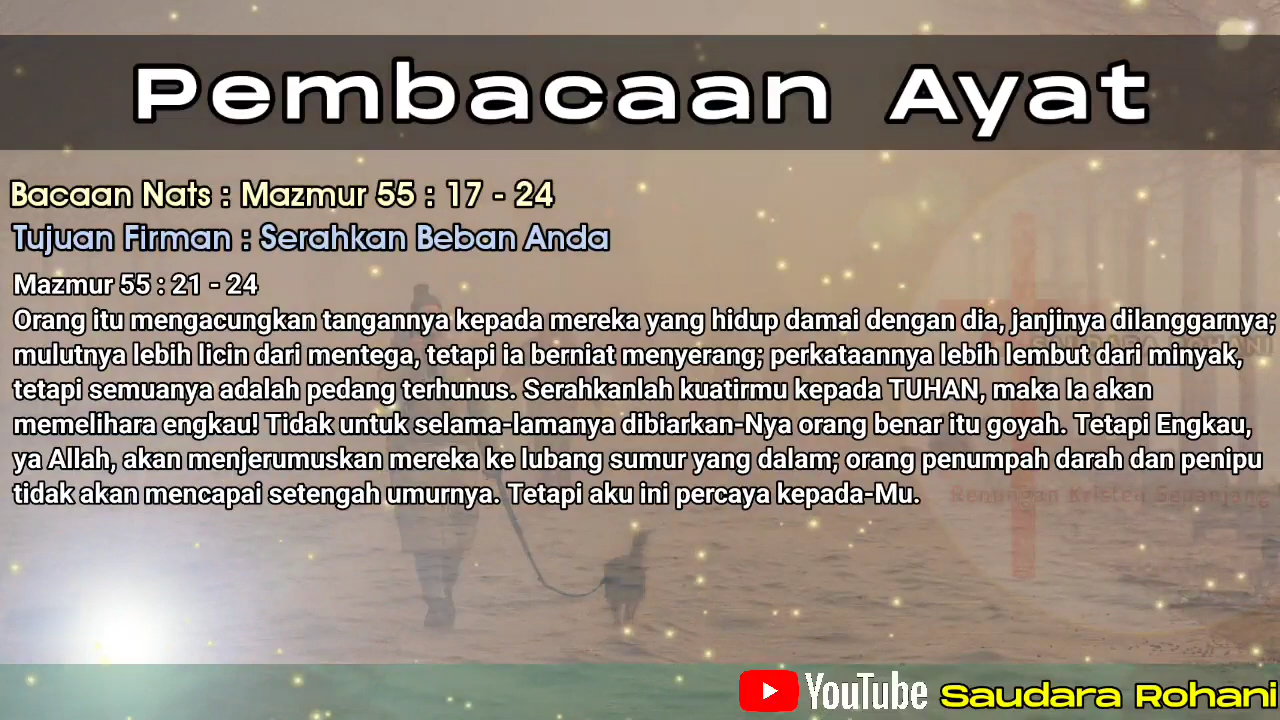 Pembacaan Ayat
Bacaan Nats : Mazmur 55 : 17 - 24
Tujuan Firman : Serahkan Beban Anda
Mazmur 55 : 21 - 24
Orang itu mengacungkan tangannya kepada mereka yang hidup damai dengan dia, janjinya dilanggarnya;
mulutnya lebih licin dari mentega, tetapi ia berniat menyerang; perkataannya lebih lembut dari minyak,
tetapi semuanya adalah pedang terhunus. Serahkanlah kuatirmu kepada TUHAN, maka Ia akan
memelihara engkau! Tidak untuk selama-lamanya dibiarkan-Nya orang benar itu goyah. Tetapi Engkau,
ya Allah, akan menjerumuskan mereka ke lubang sumur yang dalam; orang penumpah darah dan penipu
tidak akan mencapai setengah umurnya. Tetapi aku ini percaya kepada-Mu.
Renungan Kristen Sepanjang
YouTube Saudara Rohani